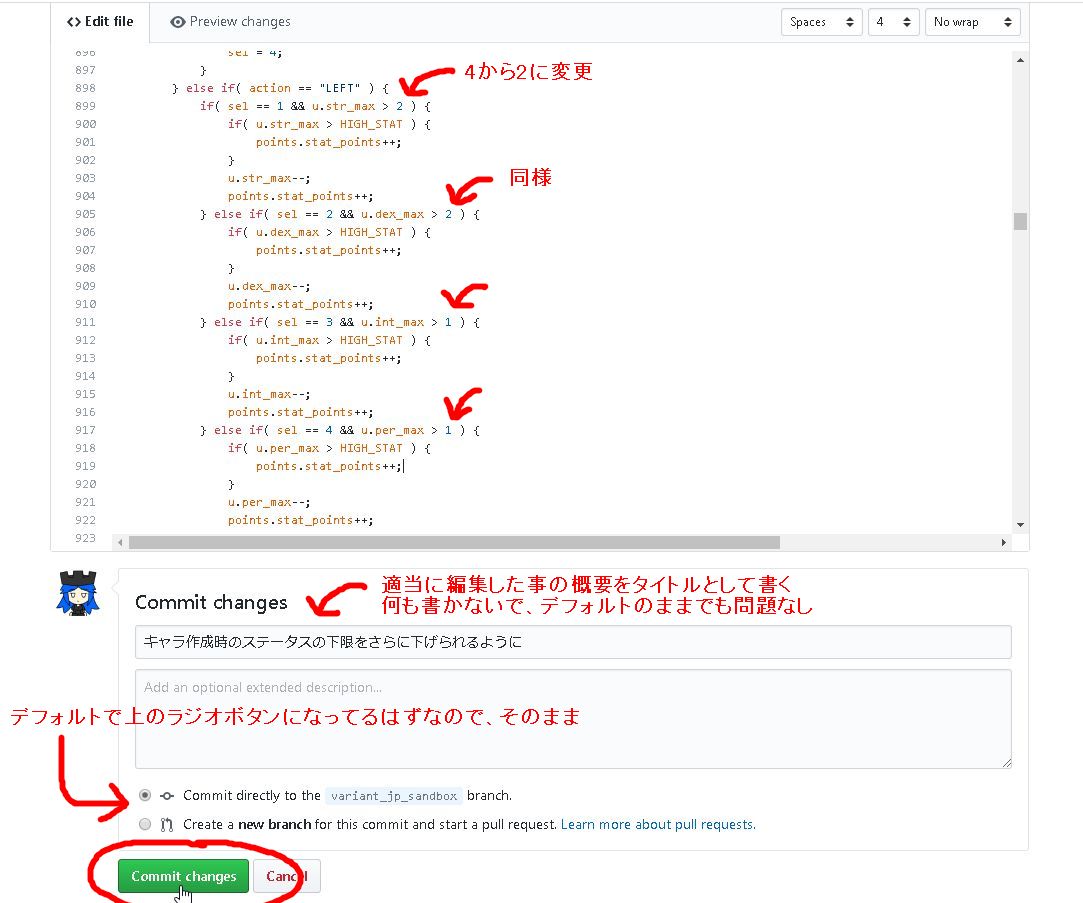 <> Edit file
Preview changes
Spaces
4
No wrap
896 sel = 4;
897 }
898 } else if( action == "LEFT" ) {
4から2に変更
899 if( sel == 1 && u.str_max > 2 ) {
900 if( u.str_max > HIGH_STAT ) {
901 points.stat_points++;
902 }
903 u.str_max--;
同様
904 points.stat_points++;
905 } else if( sel == 2 && u.dex_max > 2 ) {
906 if( u.dex_max > HIGH_STAT ) {
907 points.stat_points++;
908 }
909 u.dex_max--;
910 points.stat_points++;
911 } else if( sel == 3 && u.int_max > 1 ) {
912 if( u.int_max > HIGH_STAT ) {
913 points.stat_points++;
914 }
915 u.int_max--;
916 points.stat_points++;
917 } else if( sel == 4 && u.per_max > 1 ) {
918 if( u.per_max > HIGH_STAT ) {
919 points.stat_points++;
920 }
921 u.per_max--;
922 points.stat_points++;
923
適当に編集した事の概要をタイトルとして書く
何も書かないで、デフォルトのままでも問題なし
Commit changes
キャラ作成時のステータスの下限をさらに下げられるように
Add an optional extended description...
デフォルトで上のラジオボタンになってるはずなので、そのまま
Commit directly to the variant_jp_sandbox branch.
Create a new branch for this commit and start a pull request. Learn more about pull requests.
Commit changes
Cancel